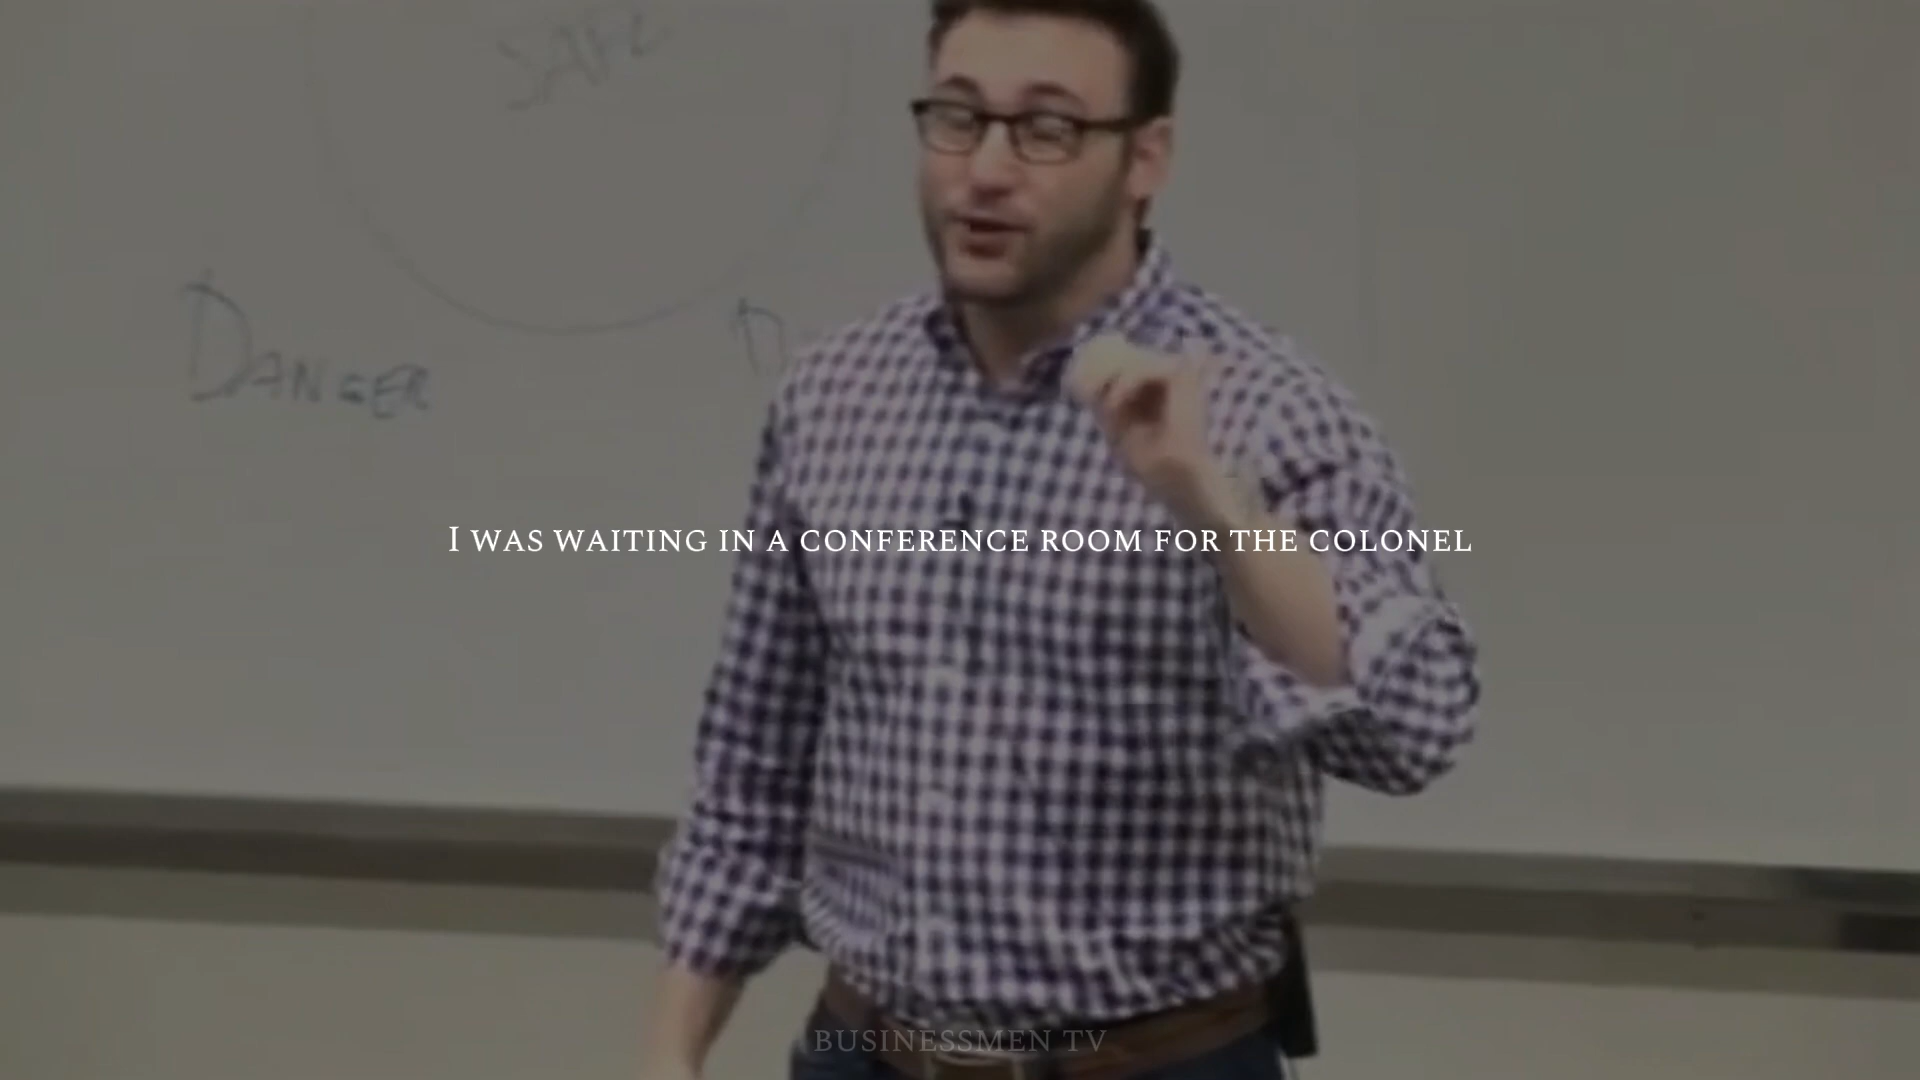 SAFE
DANGER
D
I WAS WAITING IN A CONFERENCE ROOM FOR THE COLONEL
BUSINESSMEN TV